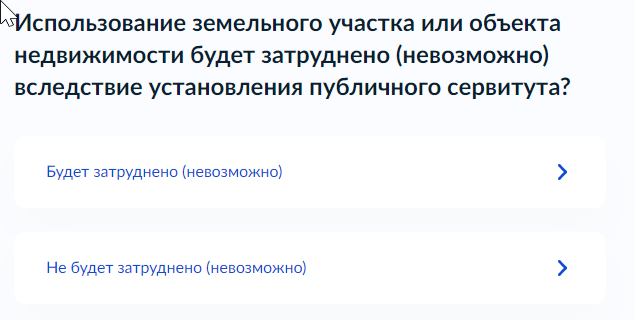 Использование земельного участка или объекта
недвижимости будет затруднено (невозможно)
вследствие установления публичного сервитута?
Будет затруднено (невозможно)
Не будет затруднено (невозможно)